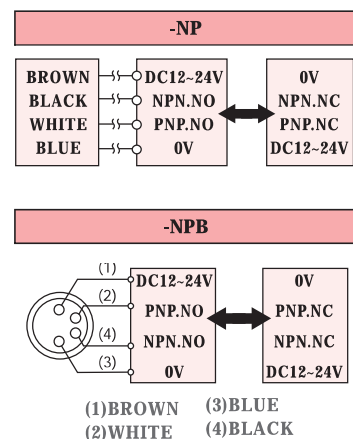 -NP
BROWN DC12~24V 0V
BLACK NPN.NO NPN.NC
WHITE PNP.NO PNP.NC
BLUE 0V DC12~24V
-NPB
(1) DC12~24V 0V
(2) PNP.NO PNP.NC
(4) NPN.NO NPN.NC
(3) 0V DC12~24V
(1)BROWN (3)BLUE
(2)WHITE (4)BLACK